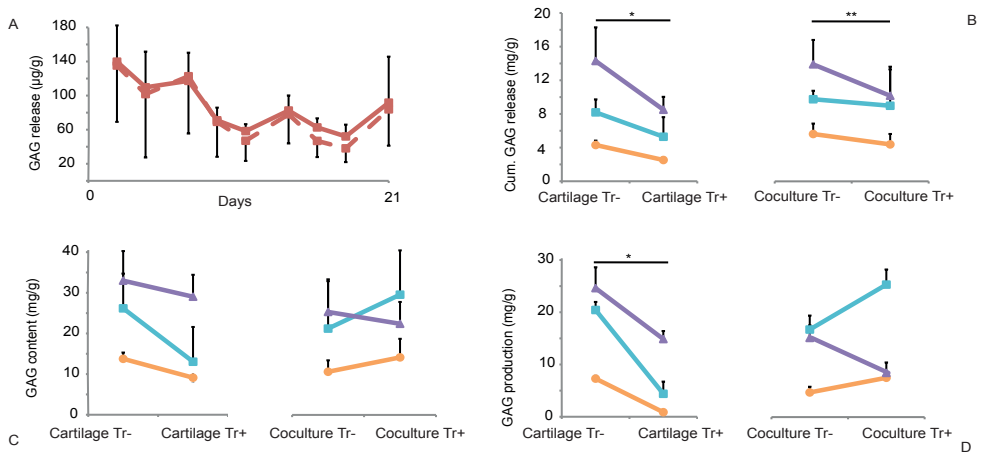 A
GAG release (µg/g)
180
140
100
60
20
0
Days
21
B
Cum. GAG release (mg/g)
20
16
12
8
4
0
*
**
Cartilage Tr-
Cartilage Tr+
Coculture Tr-
Coculture Tr+
C
GAG content (mg/g)
40
30
20
10
0
Cartilage Tr-
Cartilage Tr+
Coculture Tr-
Coculture Tr+
D
GAG production (mg/g)
30
20
10
0
*
Cartilage Tr-
Cartilage Tr+
Coculture Tr-
Coculture Tr+